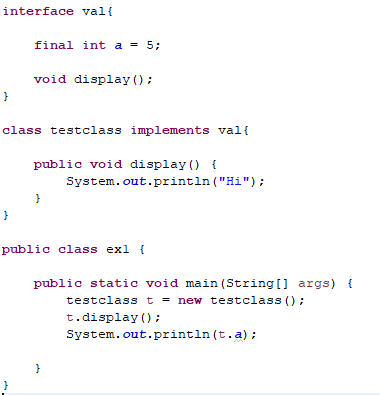 interface val{
final int a = 5;
void display();
}
class testclass implements val{
public void display() {
System.out.println("Hi");
}
}
public class ex1 {
public static void main(String[] args) {
testclass t = new testclass();
t.display();
System.out.println(t.a);
}
}